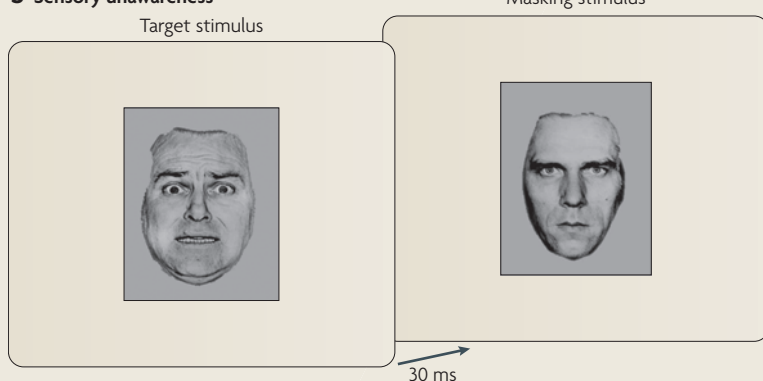 Sensory unawareness
Target stimulus
Masking stimulus
30 ms